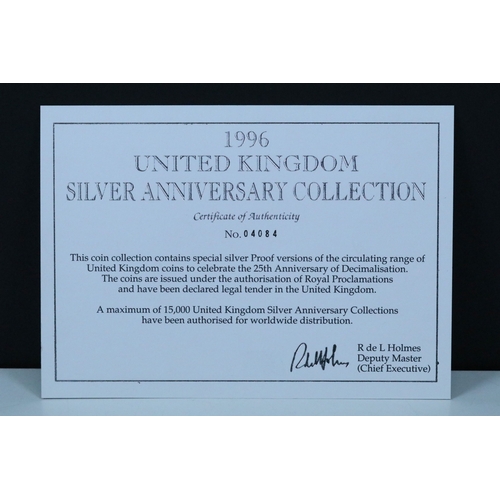 1996
UNITED KINGDOM
SILVER ANNIVERSARY COLLECTION
Certificate of Authenticity
No. 04084
This coin collection contains special silver Proof versions of the circulating range of
United Kingdom coins to celebrate the 25th Anniversary of Decimalisation.
The coins are issued under the authorisation of Royal Proclamations
and have been declared legal tender in the United Kingdom.
A maximum of 15,000 United Kingdom Silver Anniversary Collections
have been authorised for worldwide distribution.
R de L Holmes
Deputy Master
(Chief Executive)